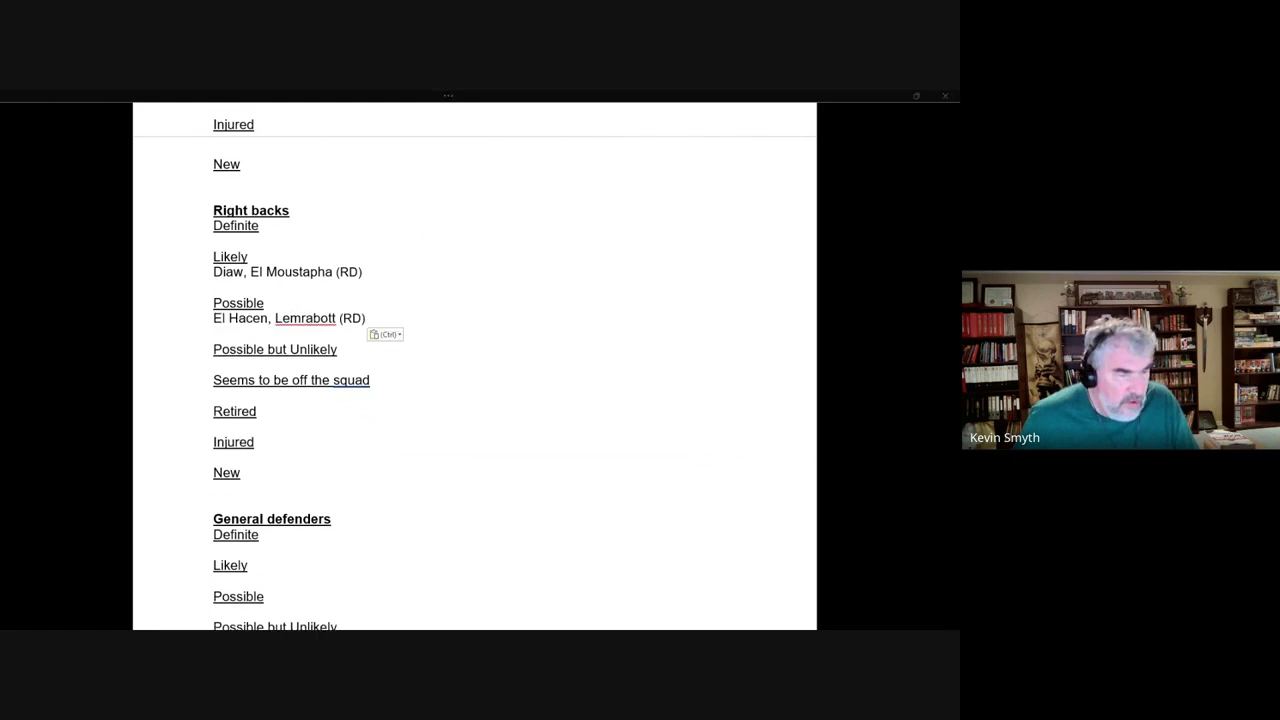 Injured
New
Right backs
Definite
Likely
Diaw, El Moustapha (RD)
Possible
El Hacen, Lemrabott (RD)
(Ctrl)
Possible but Unlikely
Seems to be off the squad
Retired
Injured
New
General defenders
Definite
Likely
Possible
Possible but Unlikely
Kevin Smyth